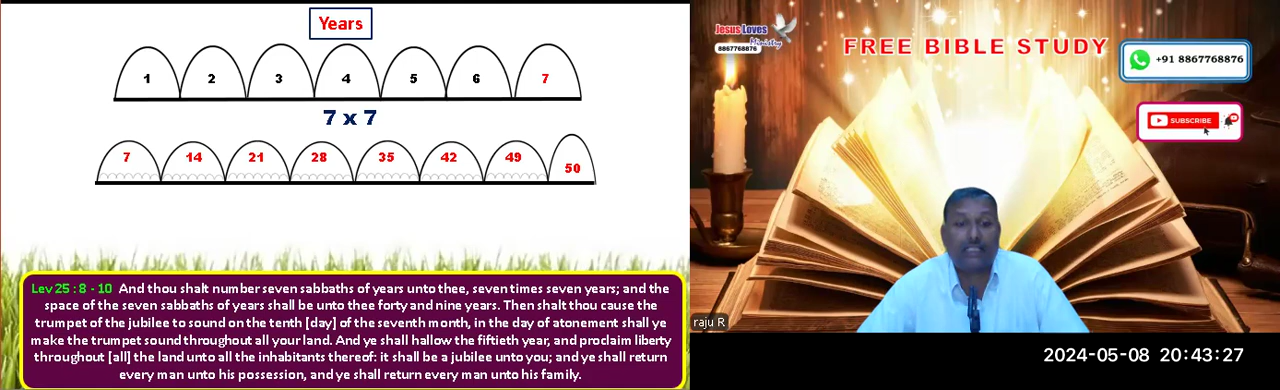 Years
1 2 3 4 5 6 7
7 x 7
7 14 21 28 35 42 49 50
Lev 25 : 8 - 10 And thou shalt number seven sabbaths of years unto thee, seven times seven years; and the
space of the seven sabbaths of years shall be unto thee forty and nine years. Then shalt thou cause the
trumpet of the jubilee to sound on the tenth [day] of the seventh month, in the day of atonement shall ye
make the trumpet sound throughout all your land. And ye shall hallow the fiftieth year, and proclaim liberty
throughout [all] the land unto all the inhabitants thereof: it shall be a jubilee unto you; and ye shall return
every man unto his possession, and ye shall return every man unto his family.
Jesus Loves
Ministry
8867768876
FREE BIBLE STUDY
+91 8867768876
SUBSCRIBE
raju R
2024-05-08 20:43:27